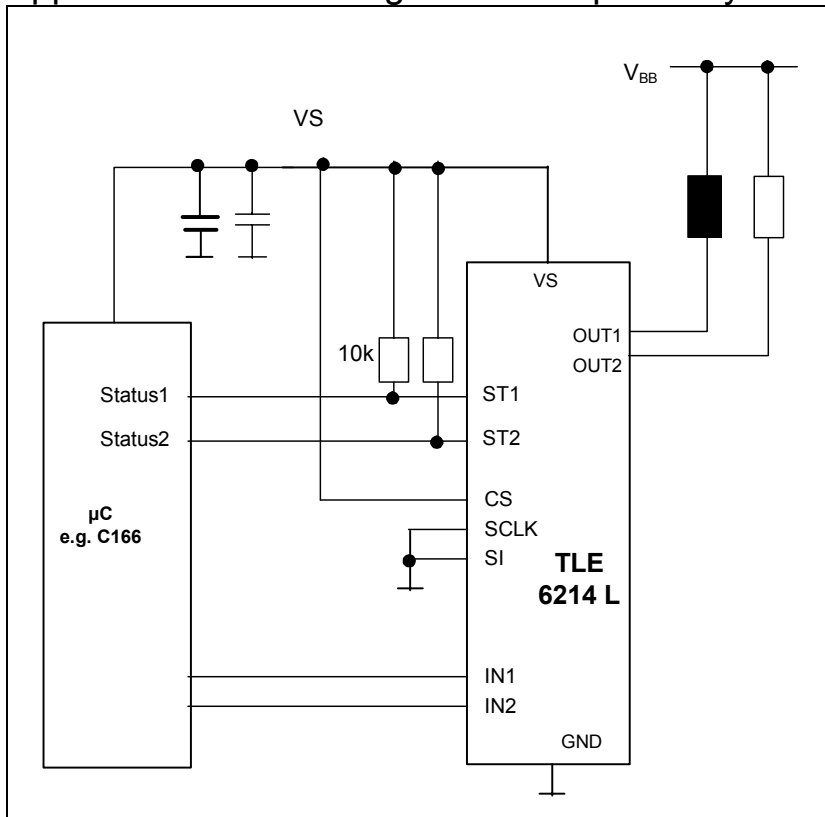 V_BB
VS
VS
OUT1
OUT2
10k
Status1
ST1
Status2
ST2
CS
µC
e.g. C166
SCLK
SI
TLE
6214 L
IN1
IN2
GND